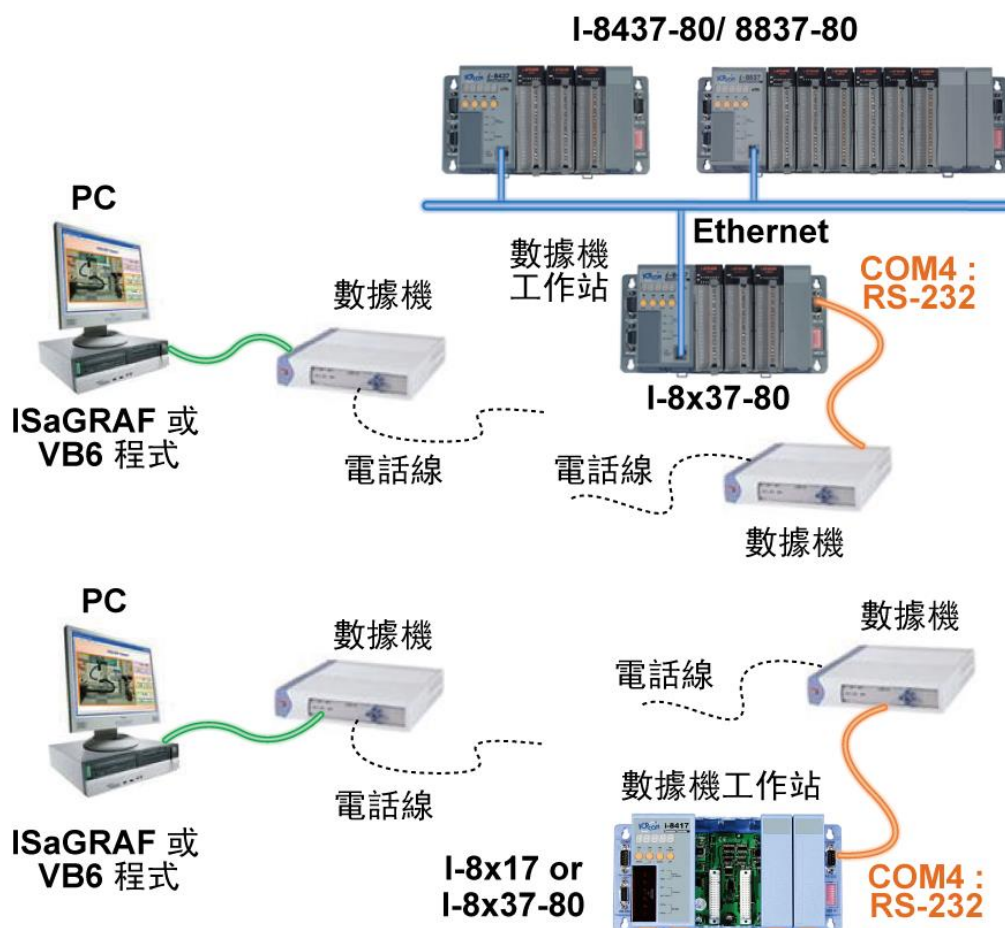 I-8437-80/ 8837-80
PC
Ethernet
數據機
工作站
COM4 :
RS-232
數據機
I-8x37-80
ISaGRAF 或
VB6 程式
電話線
電話線
數據機
PC
數據機
數據機
電話線
電話線
數據機工作站
ISaGRAF 或
VB6 程式
i-8417
I-8x17 or
I-8x37-80
COM4 :
RS-232